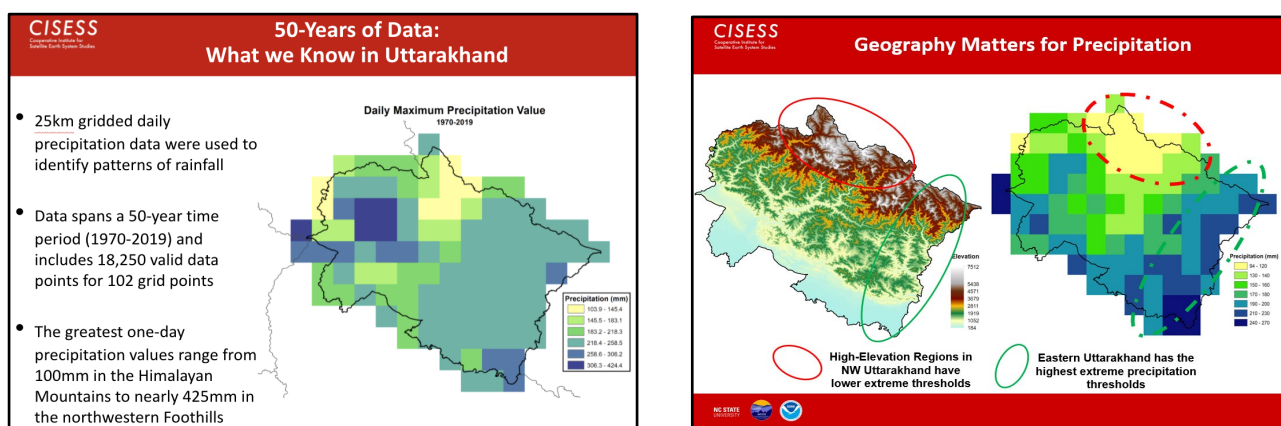 CISESS
Cooperative Institute for
Satellite Earth System Studies
50-Years of Data:
What we Know in Uttarakhand
• 25km gridded daily
precipitation data were used to
identify patterns of rainfall
• Data spans a 50-year time
period (1970-2019) and
includes 18,250 valid data
points for 102 grid points
• The greatest one-day
precipitation values range from
100mm in the Himalayan
Mountains to nearly 425mm in
the northwestern Foothills
Daily Maximum Precipitation Value
1970-2019
Precipitation (mm)
103.9 - 145.4
145.5 - 183.1
183.2 - 218.3
218.4 - 258.5
258.6 - 306.2
306.3 - 424.4
CISESS
Cooperative Institute for
Satellite Earth System Studies
Geography Matters for Precipitation
Elevation
7512
5438
4571
3679
2811
1919
1052
184
Precipitation (mm)
94 - 120
130 - 140
150 - 160
170 - 180
190 - 200
210 - 230
240 - 270
High-Elevation Regions in
NW Uttarakhand have
lower extreme thresholds
Eastern Uttarakhand has the
highest extreme precipitation
thresholds
NC STATE
UNIVERSITY